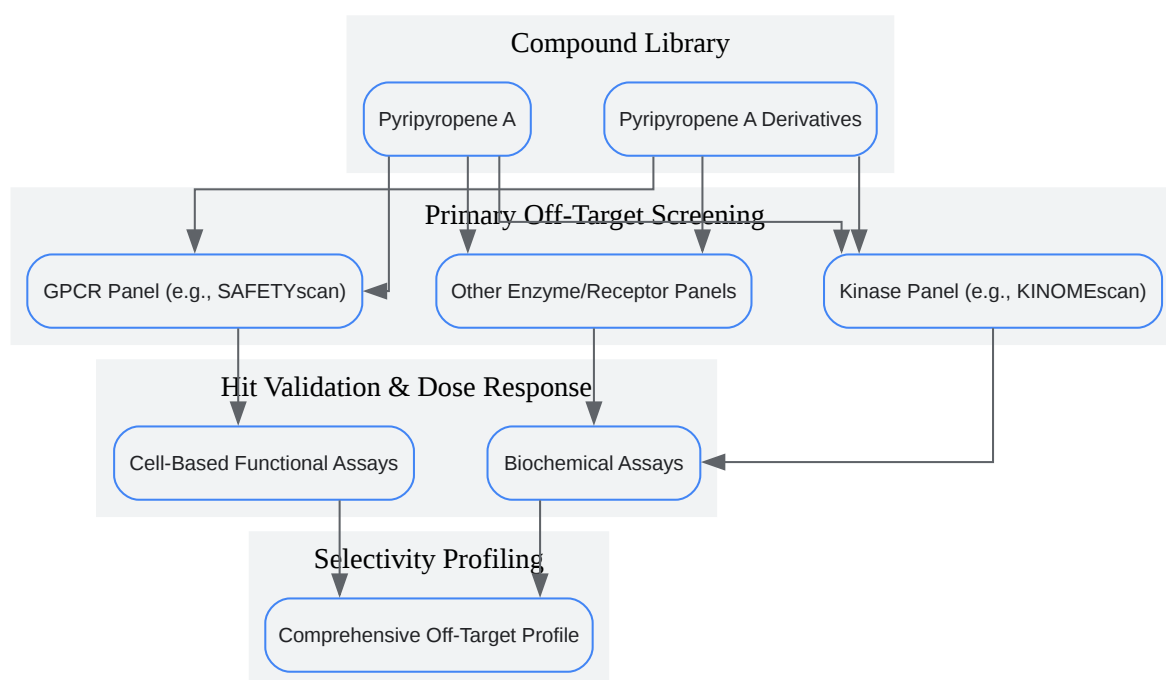 Compound Library
Pyripyropene A
Pyripyropene A Derivatives
Primary Off-Target Screening
GPCR Panel (e.g., SAFETYscan)
Other Enzyme/Receptor Panels
Kinase Panel (e.g., KINOMEscan)
Hit Validation & Dose Response
Cell-Based Functional Assays
Biochemical Assays
Selectivity Profiling
Comprehensive Off-Target Profile